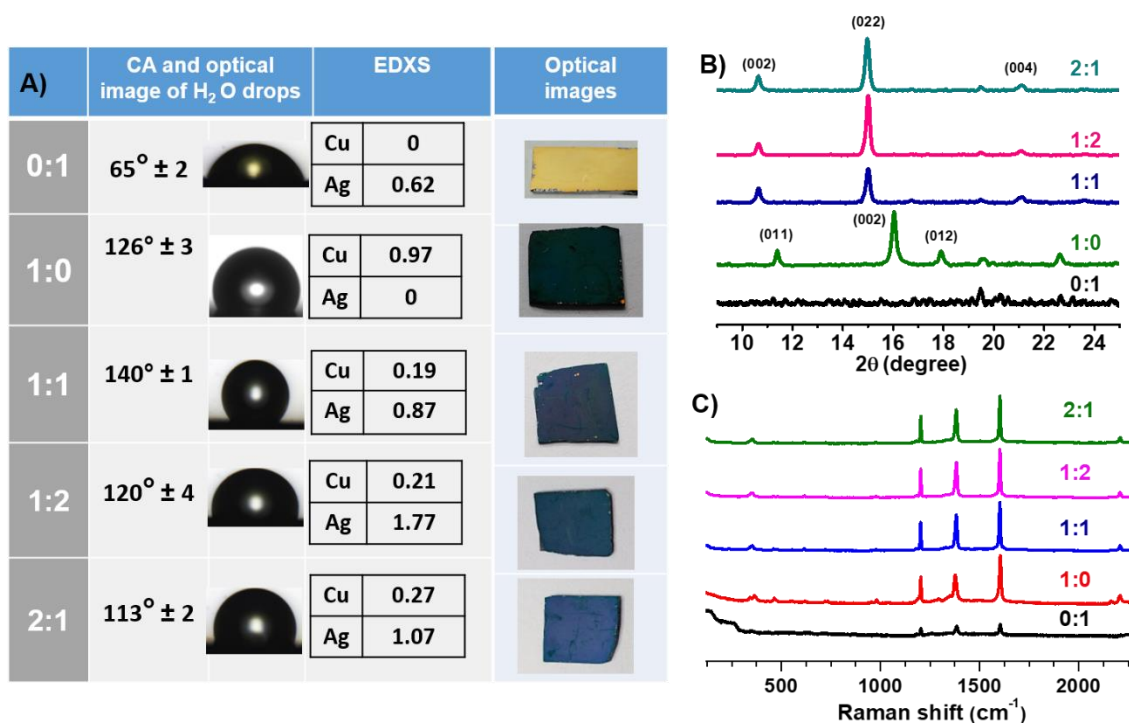 A)
CA and optical image of H₂O drops
EDXS
Optical images
0:1
65° ± 2
Cu 0
Ag 0.62
1:0
126° ± 3
Cu 0.97
Ag 0
1:1
140° ± 1
Cu 0.19
Ag 0.87
1:2
120° ± 4
Cu 0.21
Ag 1.77
2:1
113° ± 2
Cu 0.27
Ag 1.07
B)
(002)
(022)
(004)
2:1
1:2
1:1
(011)
(002)
(012)
1:0
0:1
10 12 14 16 18 20 22 24
2θ (degree)
C)
2:1
1:2
1:1
1:0
0:1
500 1000 1500 2000
Raman shift (cm⁻¹)